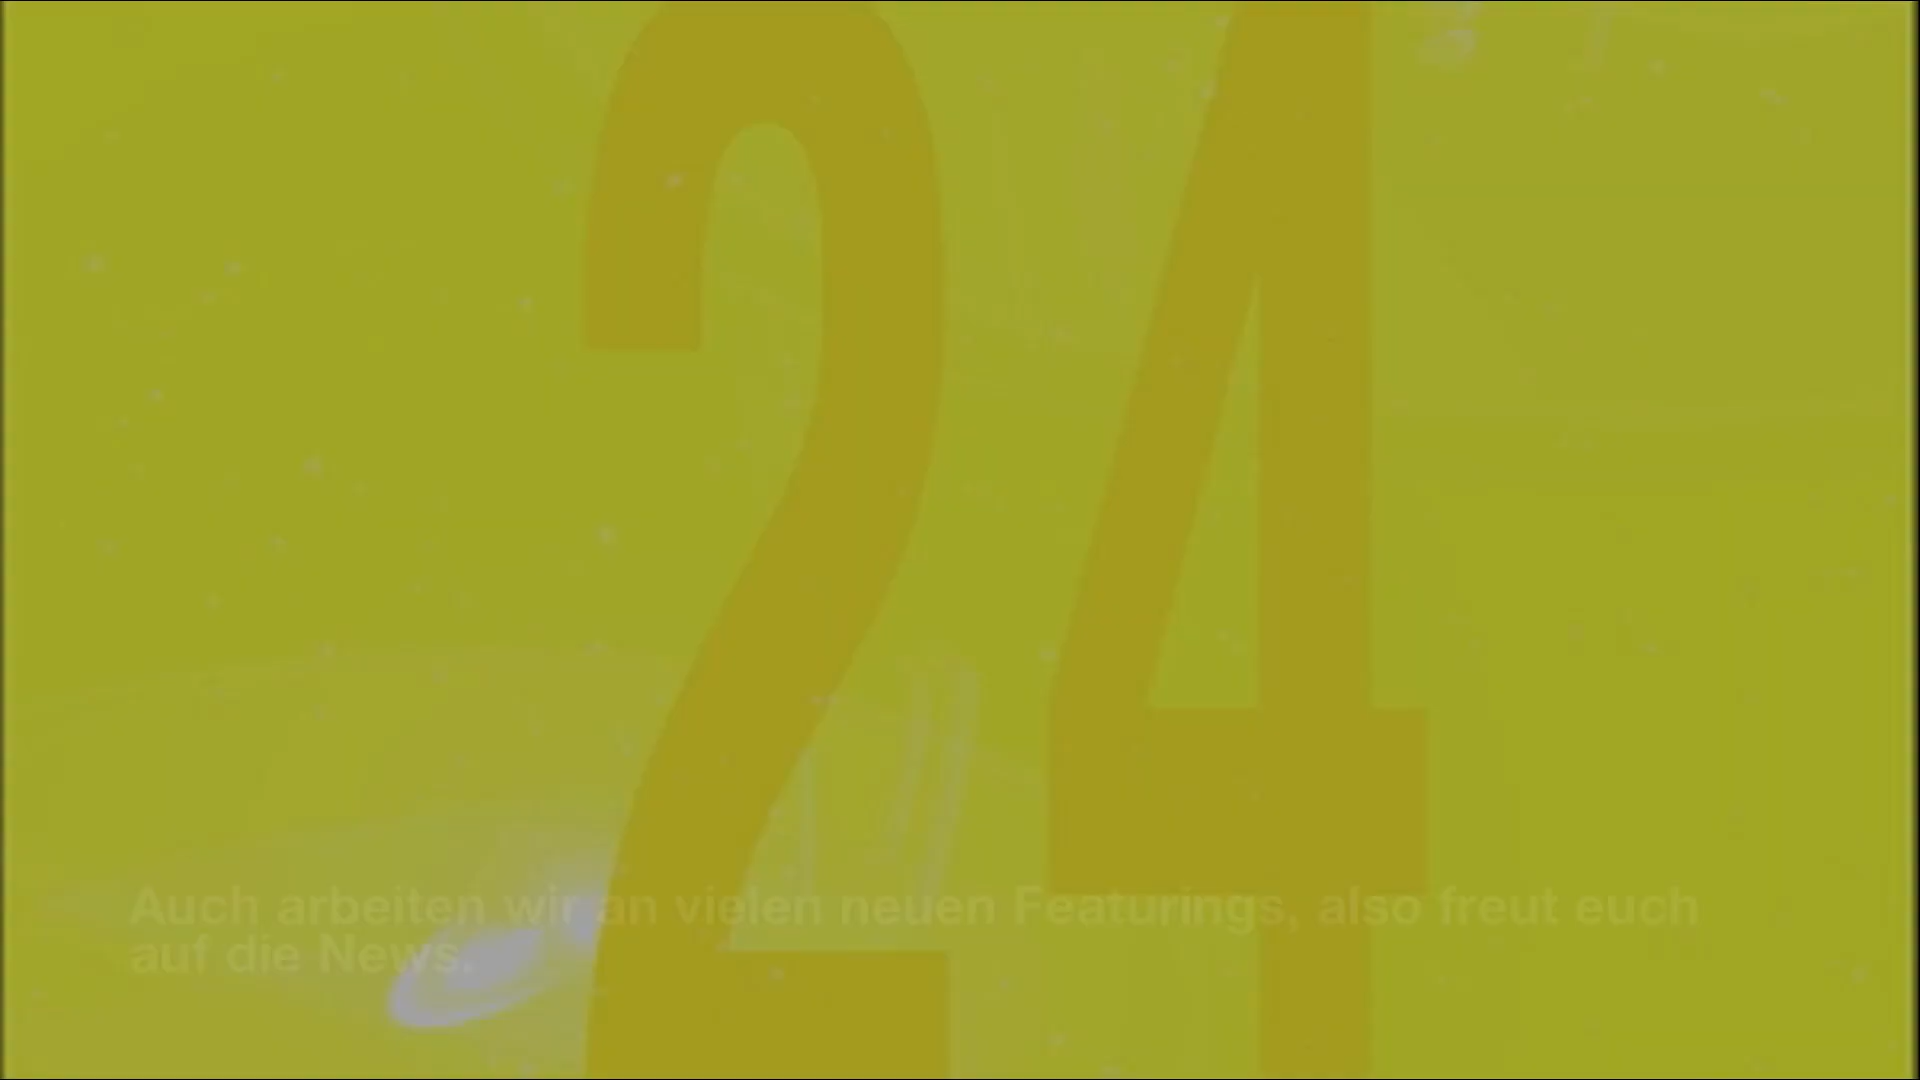 24
Auch arbeiten wir an vielen neuen Featurings, also freut euch
auf die News.